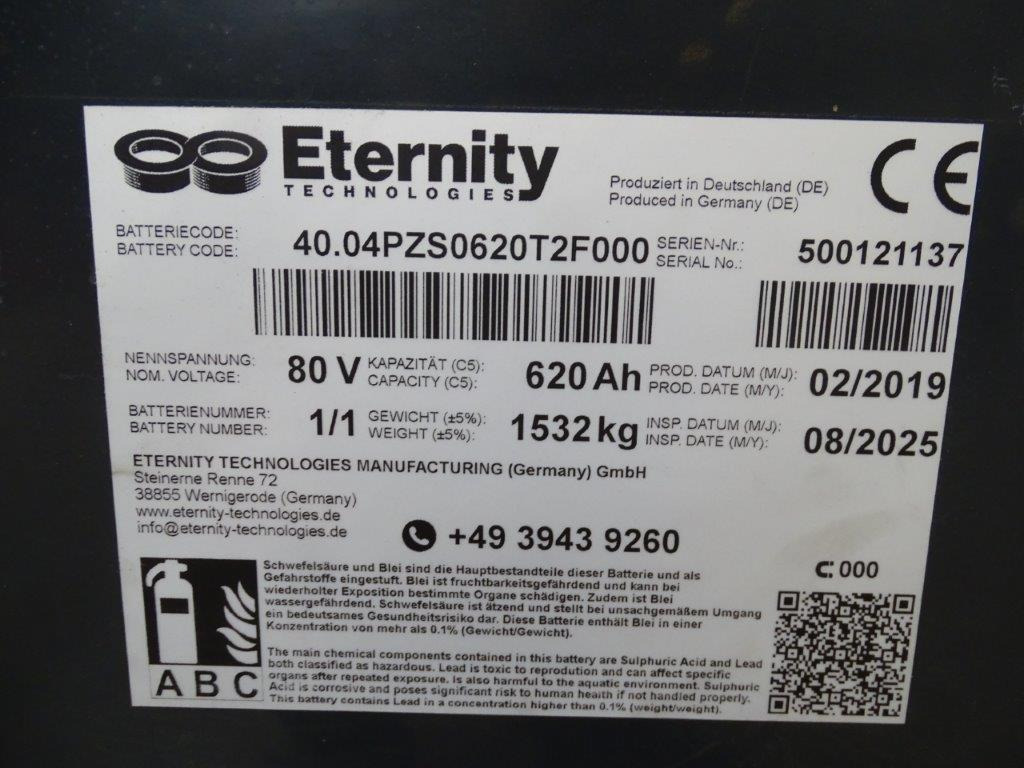 Eternity
TECHNOLOGIES
Produziert in Deutschland (DE)
Produced in Germany (DE)
CE
BATTERIECODE:
BATTERY CODE:
40.04PZS0620T2F000
SERIEN-Nr.:
SERIAL No.:
500121137
NENNSPANNUNG:
NOM. VOLTAGE:
80 V
KAPAZITÄT (C5):
CAPACITY (C5):
620 Ah
PROD. DATUM (M/J):
PROD. DATE (M/Y):
02/2019
BATTERIENUMMER:
BATTERY NUMBER:
1/1
GEWICHT (±5%):
WEIGHT (±5%):
1532 kg
INSP. DATUM (M/J):
INSP. DATE (M/Y):
08/2025
ETERNITY TECHNOLOGIES MANUFACTURING (Germany) GmbH
Steinerne Renne 72
38855 Wernigerode (Germany)
www.eternity-technologies.de
info@eternity-technologies.de
+49 3943 9260
C: 000
Schwefelsäure und Blei sind die Hauptbestandteile dieser Batterie und als
Gefahrstoffe eingestuft. Blei ist fruchtbarkeitsgefährdend und kann bei
wiederholter Exposition bestimmte Organe schädigen. Zudem ist Blei
wassergefährdend. Schwefelsäure ist ätzend und stellt bei unsachgemäßem Umgang
ein bedeutsames Gesundheitsrisiko dar. Diese Batterie enthält Blei in einer
Konzentration von mehr als 0.1% (Gewicht/Gewicht).
The main chemical components contained in this battery are Sulphuric Acid and Lead
both classified as hazardous. Lead is toxic to reprodution and can affect specific
organs after repeated exposure. Is also harmful to the aquatic environment. Sulphuric
Acid is corrosive and poses significant risk to human health if not handled properly.
This battery contains Lead in a concentration higher than 0.1% (weight/weight).
A B C